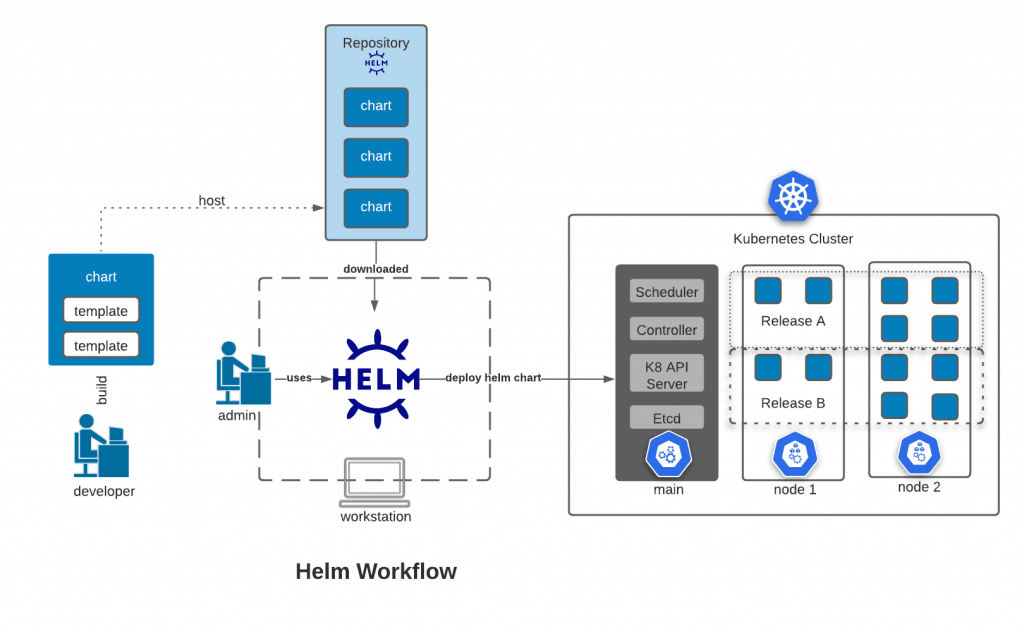 Repository
HELM
chart
chart
chart
host
chart
template
template
build
developer
downloaded
admin
uses
HELM
deploy helm chart
workstation
Kubernetes Cluster
Scheduler
Controller
K8 API
Server
Etcd
main
Release A
Release B
node 1
node 2
Helm Workflow